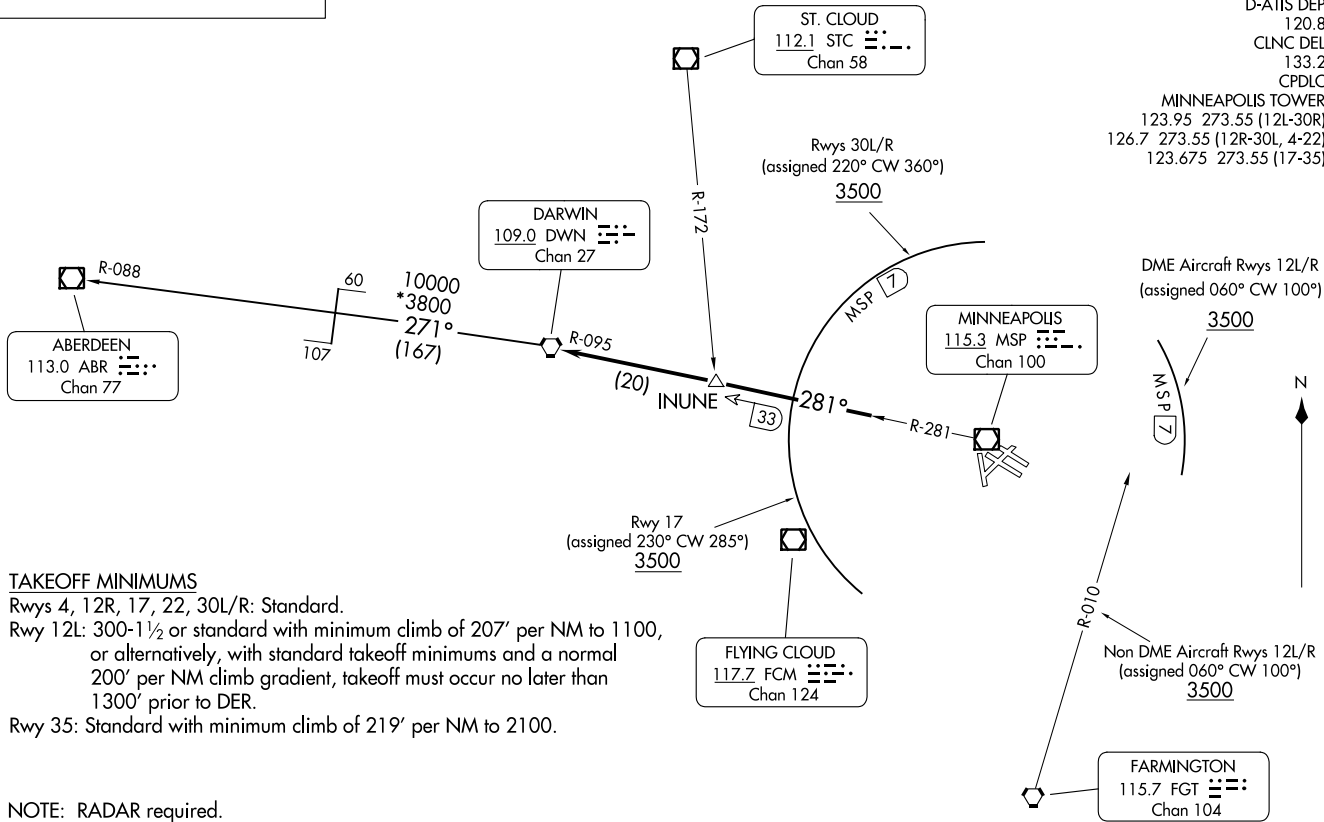 D-ATIS DEP
120.8
CLNC DEL
133.2
CPDLC
MINNEAPOLIS TOWER
123.95 273.55 (12L-30R)
126.7 273.55 (12R-30L, 4-22)
123.675 273.55 (17-35)
ST. CLOUD
112.1 STC
Chan 58
Rwys 30L/R
(assigned 220° CW 360°)
3500
R-172
DARWIN
109.0 DWN
Chan 27
DME Aircraft Rwys 12L/R
(assigned 060° CW 100°)
3500
R-088
60
10000
*3800
271°
(167)
107
ABERDEEN
113.0 ABR
Chan 77
R-095
(20)
INUNE
33
281°
R-281
MSP 7
MINNEAPOLIS
115.3 MSP
Chan 100
MSP 7
N
Rwy 17
(assigned 230° CW 285°)
3500
FLYING CLOUD
117.7 FCM
Chan 124
R-010
Non DME Aircraft Rwys 12L/R
(assigned 060° CW 100°)
3500
FARMINGTON
115.7 FGT
Chan 104
TAKEOFF MINIMUMS
Rwys 4, 12R, 17, 22, 30L/R: Standard.
Rwy 12L: 300-1½ or standard with minimum climb of 207' per NM to 1100,
or alternatively, with standard takeoff minimums and a normal
200' per NM climb gradient, takeoff must occur no later than
1300' prior to DER.
Rwy 35: Standard with minimum climb of 219' per NM to 2100.
NOTE: RADAR required.